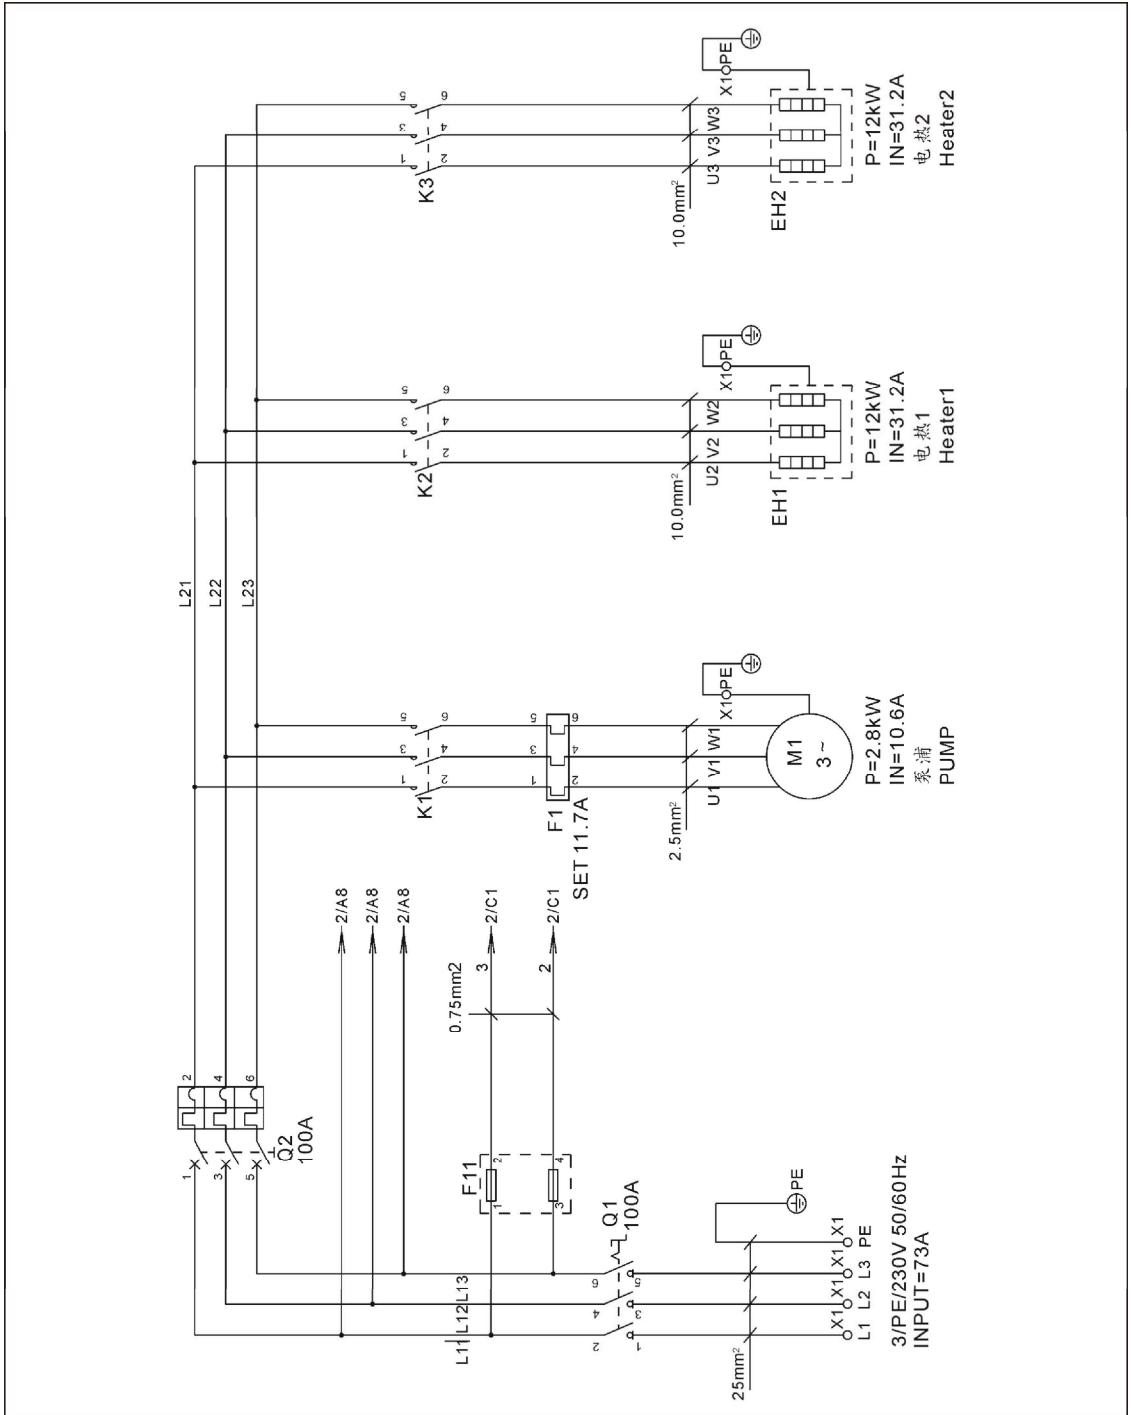 5 6
3 4
1 2
K3
10.0mm²
U3 V3 W3
X1 PE
EH2
P=12kW
IN=31.2A
电热2
Heater2
5 6
3 4
1 2
K2
10.0mm²
U2 V2 W2
X1 PE
EH1
P=12kW
IN=31.2A
电热1
Heater1
L21
L22
L23
5 6
3 4
1 2
K1
5 6
3 4
1 2
F1
SET 11.7A
2.5mm²
U1 V1 W1
X1 PE
M1
3~
P=2.8kW
IN=10.6A
泵浦
PUMP
2/A8
2/A8
2/A8
3 2/C1
2 2/C1
0.75mm2
1 2
3 4
5 6
Q2
100A
F11
1 2
3 4
L11 L12 L13
Q1
100A
2 4 6
1 3 5
25mm²
PE
X1 X1 X1 X1
L1 L2 L3 PE
3/PE/230V 50/60Hz
INPUT=73A